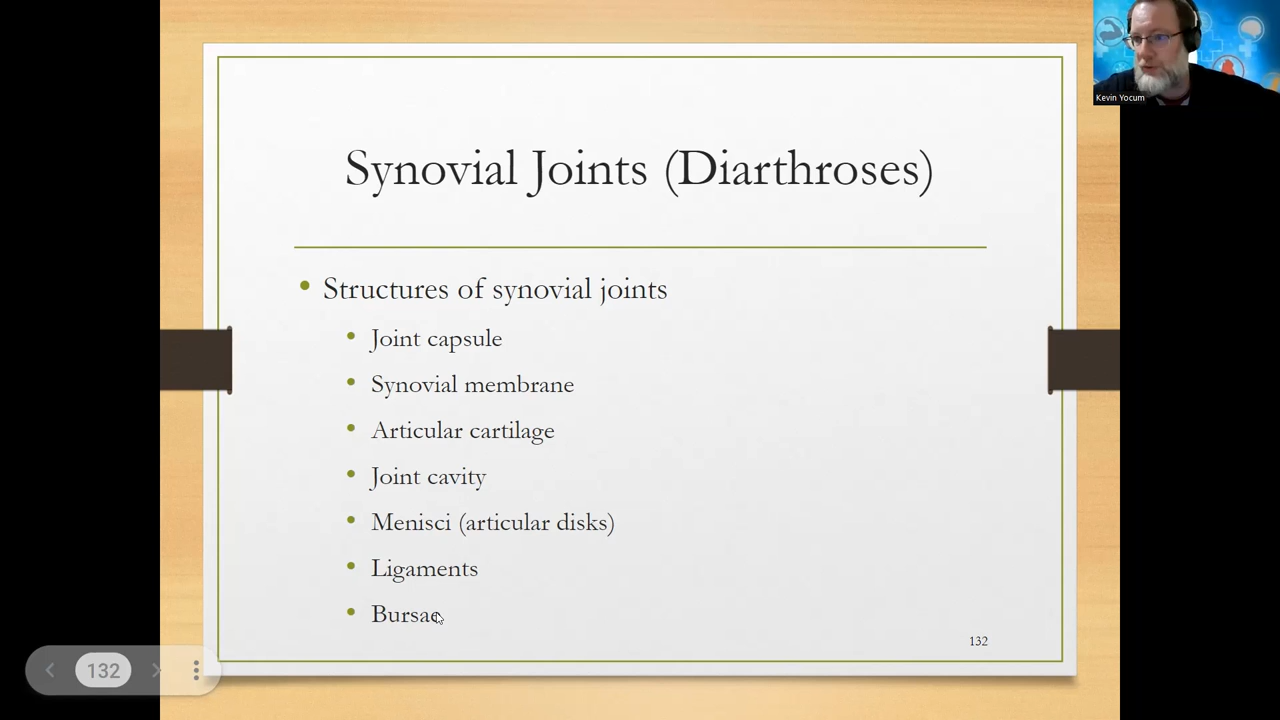 Kevin Yocum
Synovial Joints (Diarthroses)
Structures of synovial joints
Joint capsule
Synovial membrane
Articular cartilage
Joint cavity
Menisci (articular disks)
Ligaments
Bursae
132
132